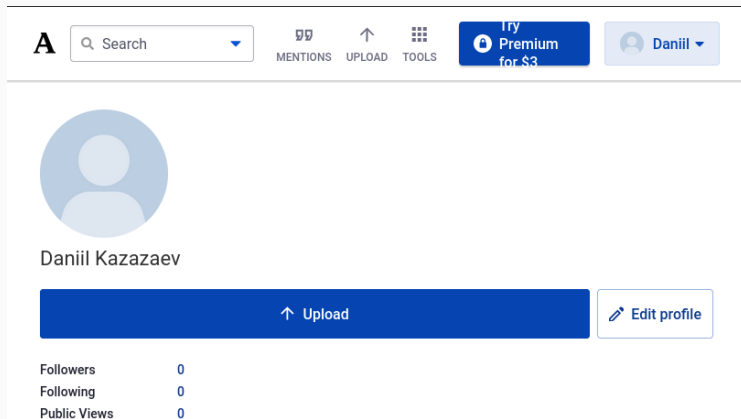 A
Search
MENTIONS
UPLOAD
TOOLS
Try
Premium
for $3
Daniil
Daniil Kazazaev
Upload
Edit profile
Followers 0
Following 0
Public Views 0